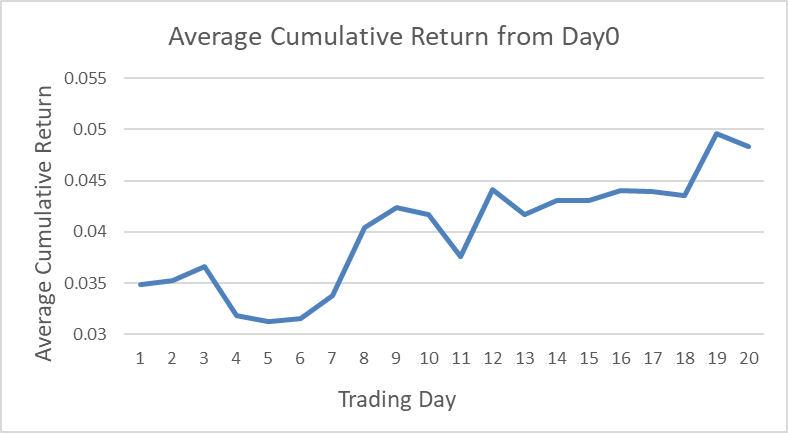 Average Cumulative Return from Day0
Average Cumulative Return
0.055
0.05
0.045
0.04
0.035
0.03
1 2 3 4 5 6 7 8 9 10 11 12 13 14 15 16 17 18 19 20
Trading Day